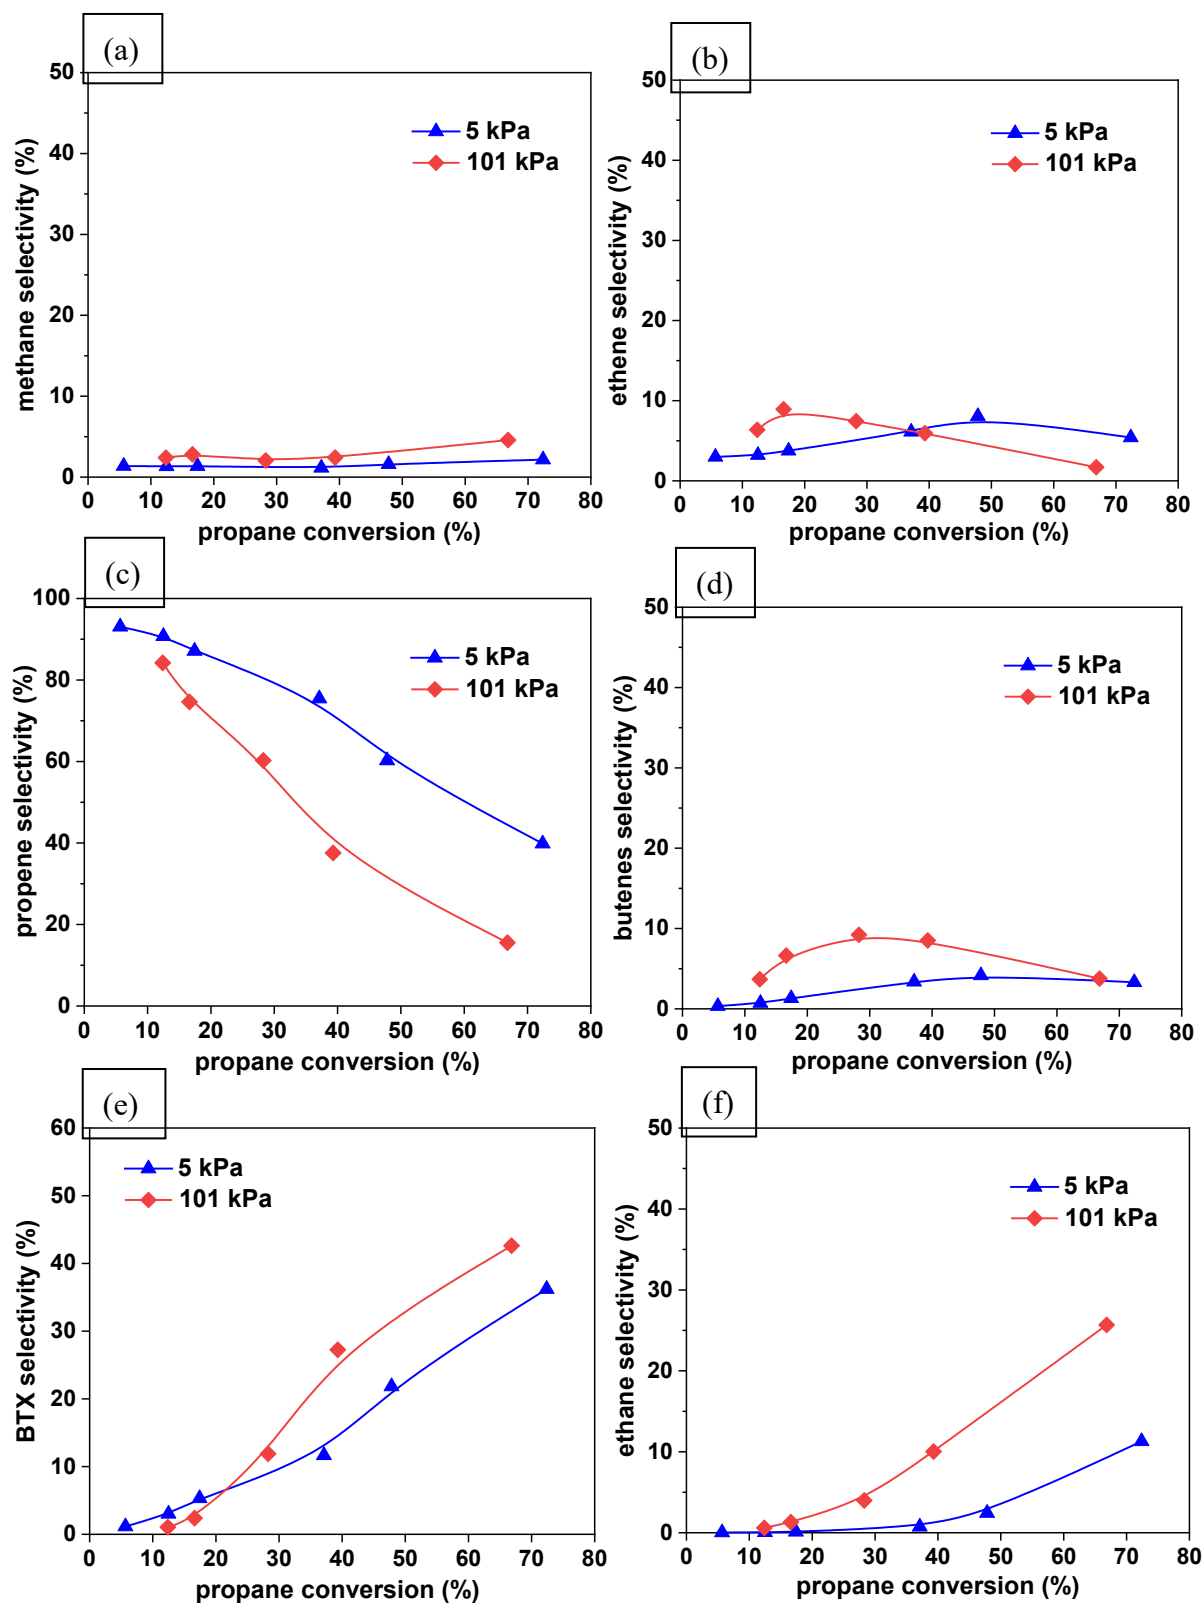 (a)
50
40
30
20
10
0
methane selectivity (%)
5 kPa
101 kPa
0 10 20 30 40 50 60 70 80
propane conversion (%)
(b)
50
40
30
20
10
0
ethene selectivity (%)
5 kPa
101 kPa
0 10 20 30 40 50 60 70 80
propane conversion (%)
(c)
100
80
60
40
20
0
propene selectivity (%)
5 kPa
101 kPa
0 10 20 30 40 50 60 70 80
propane conversion (%)
(d)
50
40
30
20
10
0
butenes selectivity (%)
5 kPa
101 kPa
0 10 20 30 40 50 60 70 80
propane conversion (%)
(e)
60
50
40
30
20
10
0
BTX selectivity (%)
5 kPa
101 kPa
0 10 20 30 40 50 60 70 80
propane conversion (%)
(f)
50
40
30
20
10
0
ethane selectivity (%)
5 kPa
101 kPa
0 10 20 30 40 50 60 70 80
propane conversion (%)